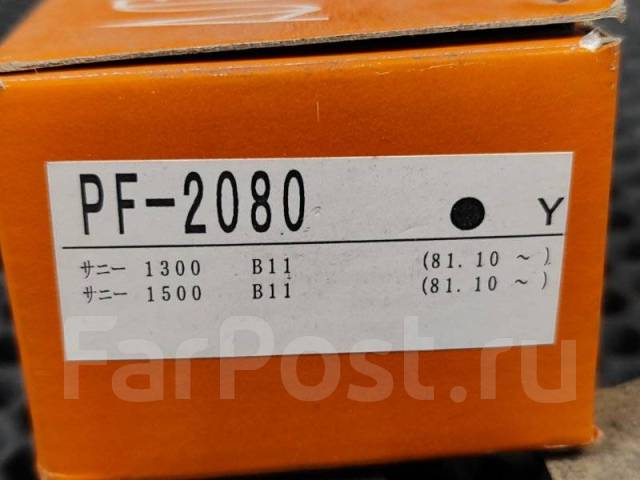 PF-2080 ● Y
サニー 1300 B11 (81. 10 ~ )
サニー 1500 B11 (81. 10 ~ )
FarPost.ru